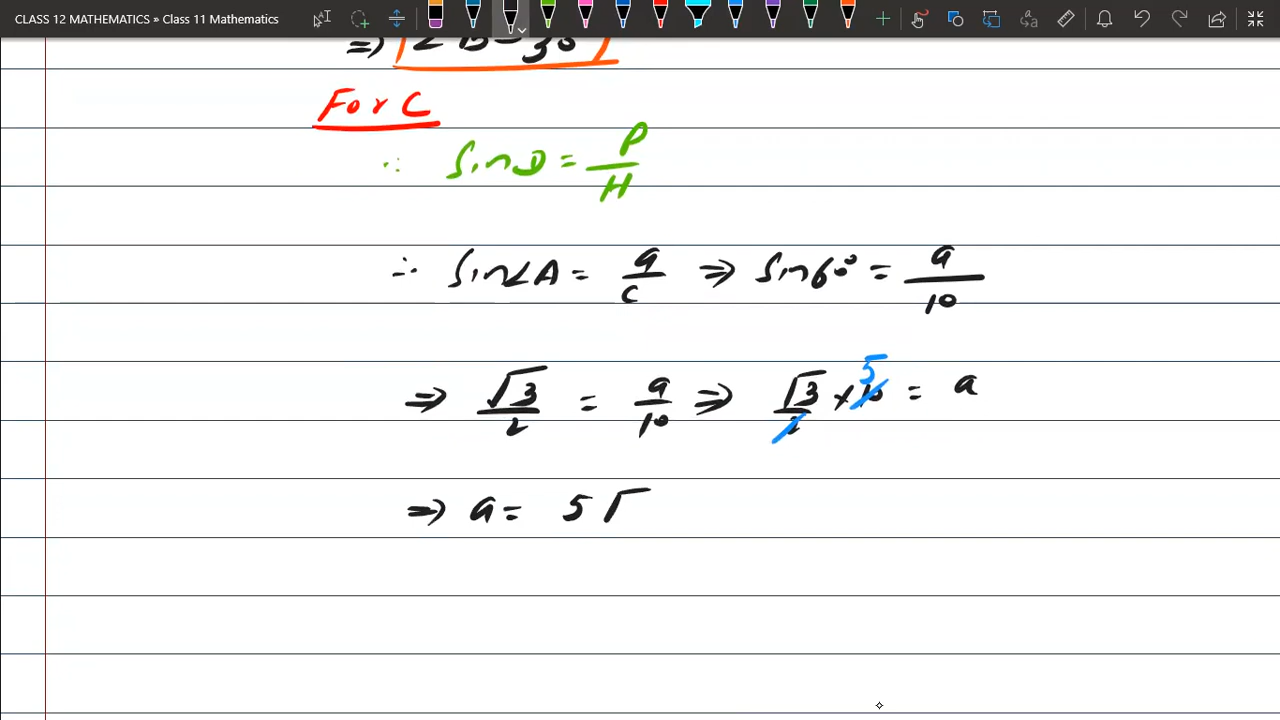 CLASS 12 MATHEMATICS » Class 11 Mathematics
⇒ ∠B = 30°
For C
∴ Sinθ = P/H
∴ Sin∠A = a/c ⇒ Sin60° = a/10
⇒ √3/2 = a/10 ⇒ √3/2 × 10 = a
5
⇒ a = 5√